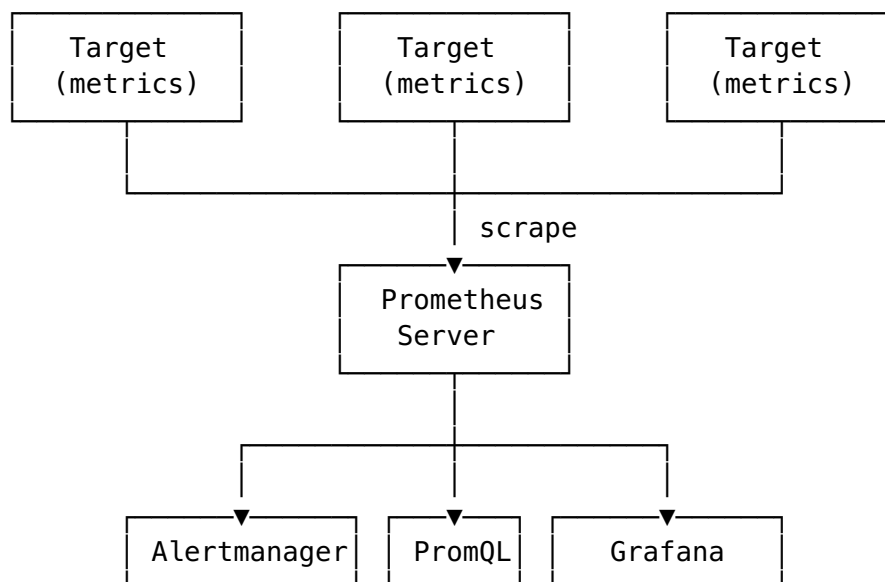 Target Target Target
(metrics) (metrics) (metrics)
scrape
Prometheus
Server
Alertmanager PromQL Grafana